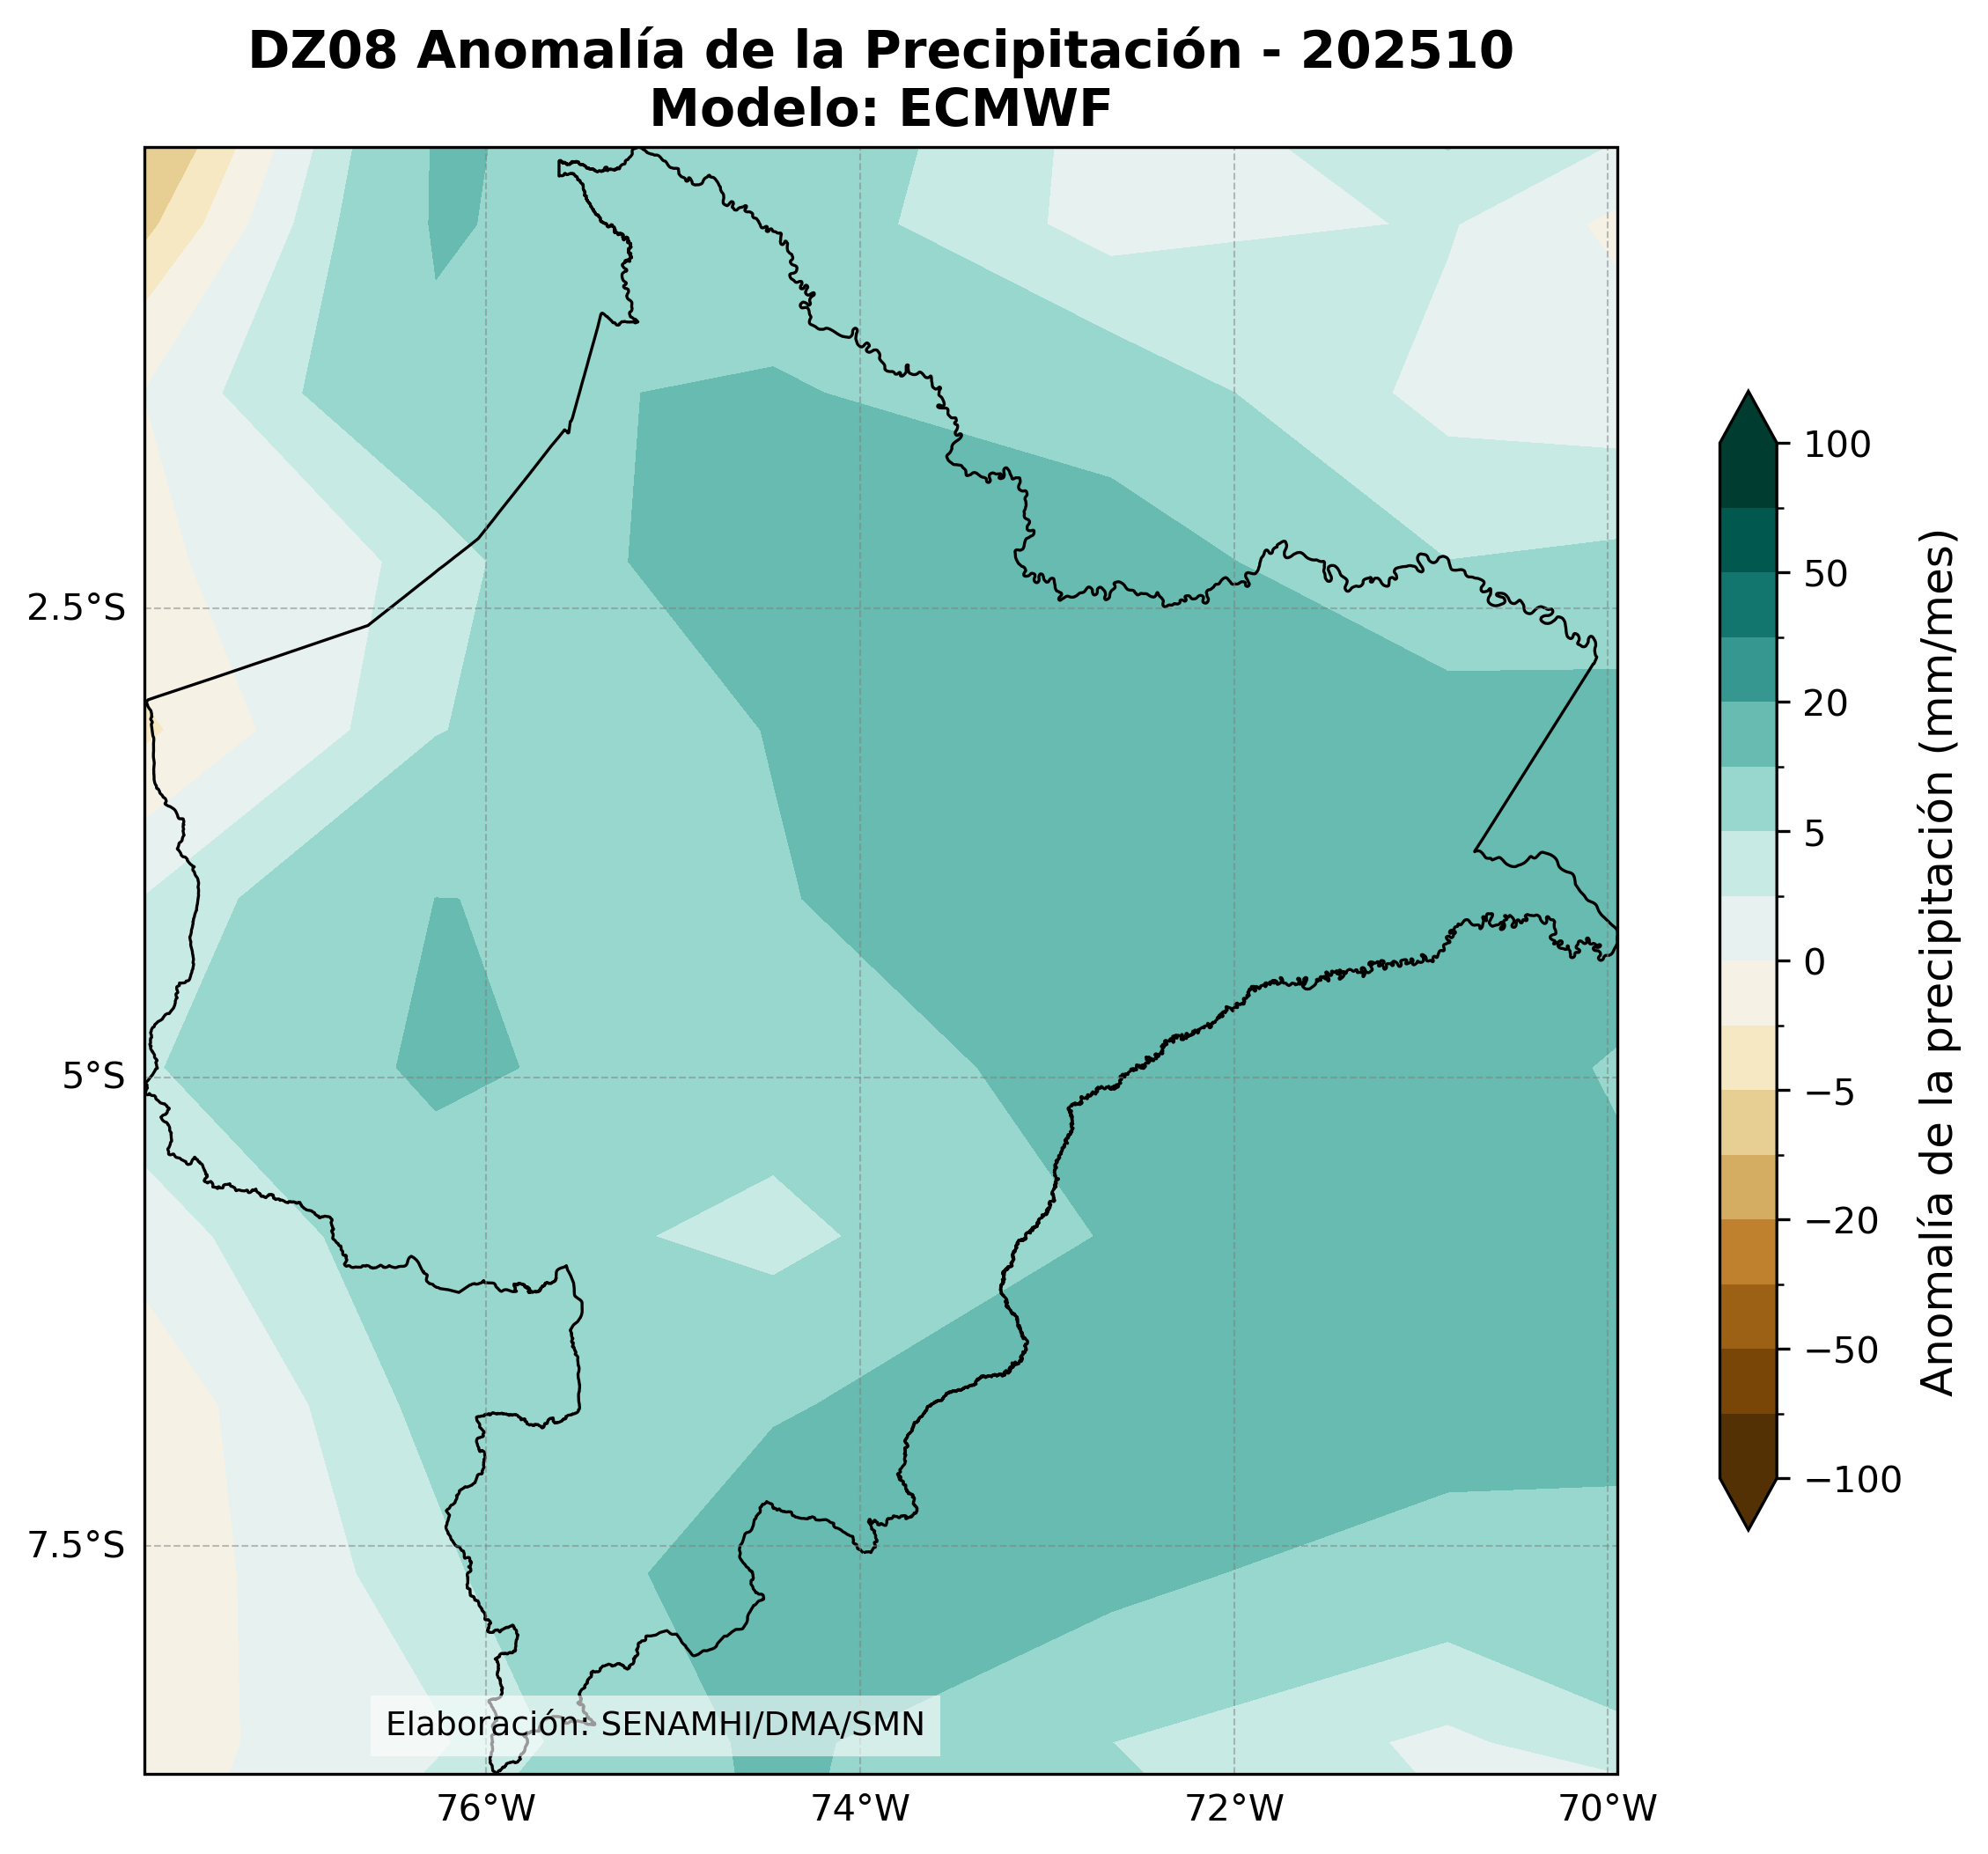 DZ08 Anomalía de la Precipitación - 202510
Modelo: ECMWF
2.5°S
5°S
7.5°S
76°W
74°W
72°W
70°W
100
50
20
5
0
−5
−20
−50
−100
Anomalía de la precipitación (mm/mes)
Elaboración: SENAMHI/DMA/SMN